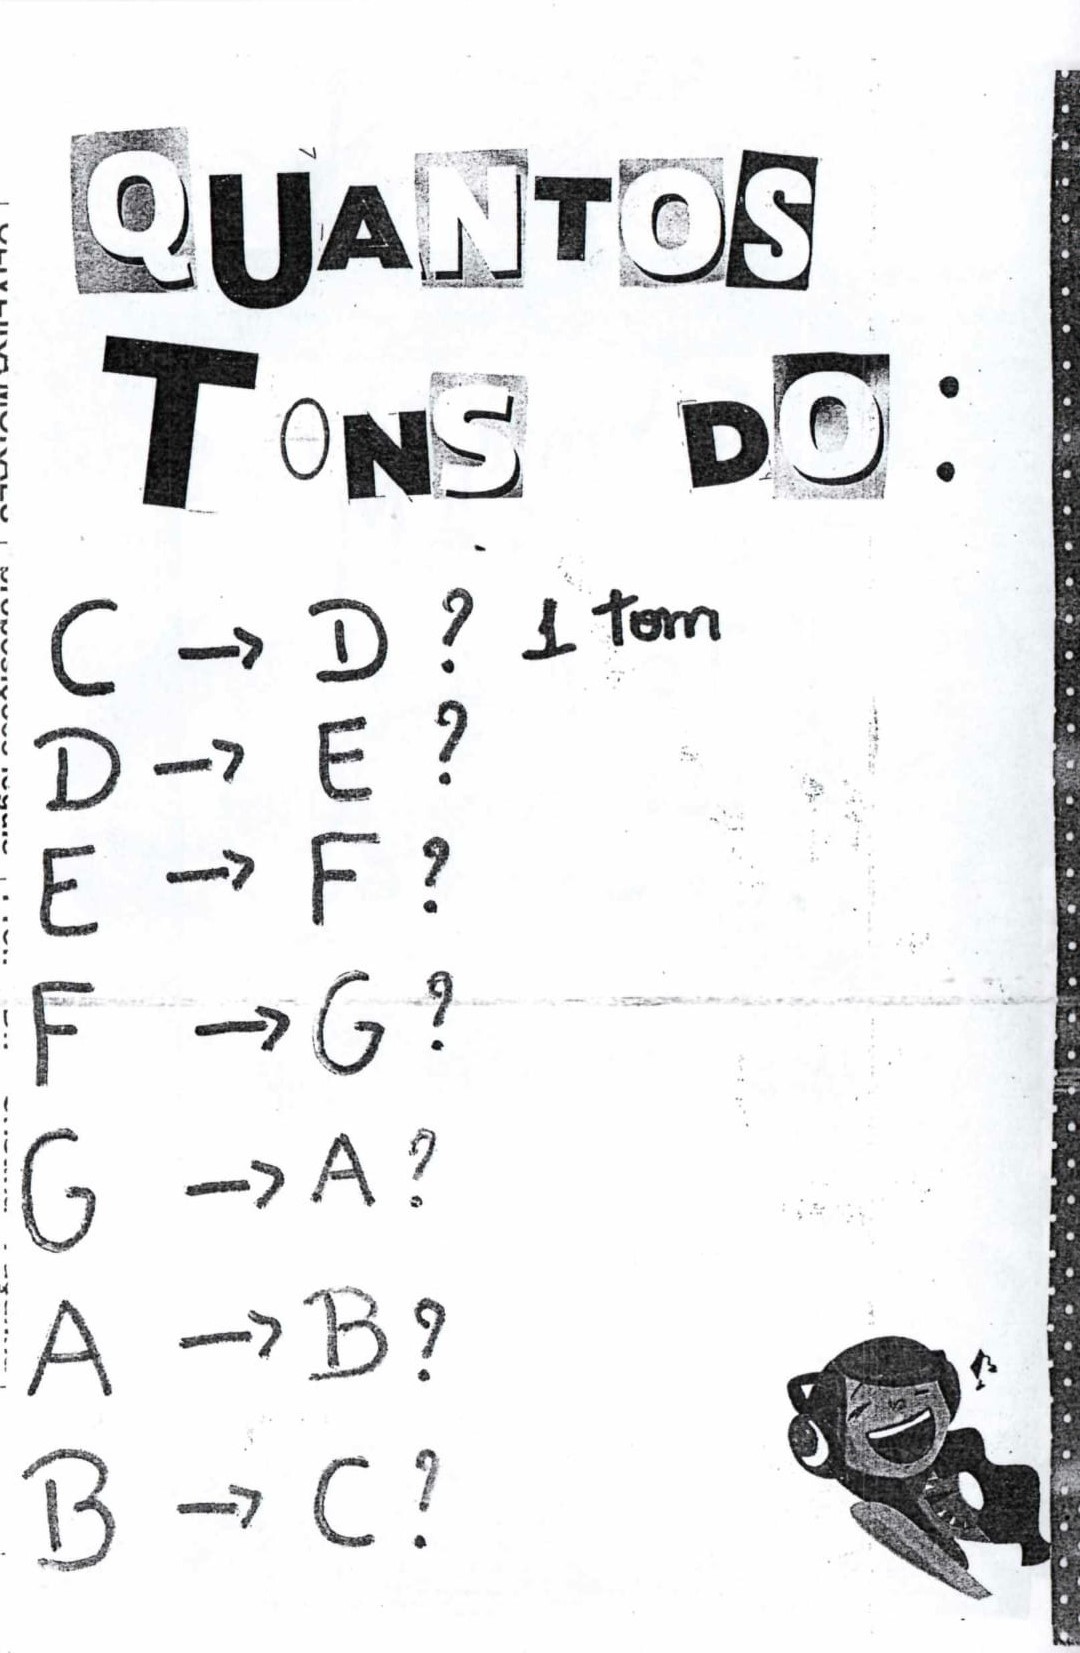 QUANTOS
TONS DO:
C → D ? 1 tom
D → E ?
E → F ?
F → G ?
G → A ?
A → B ?
B → C ?